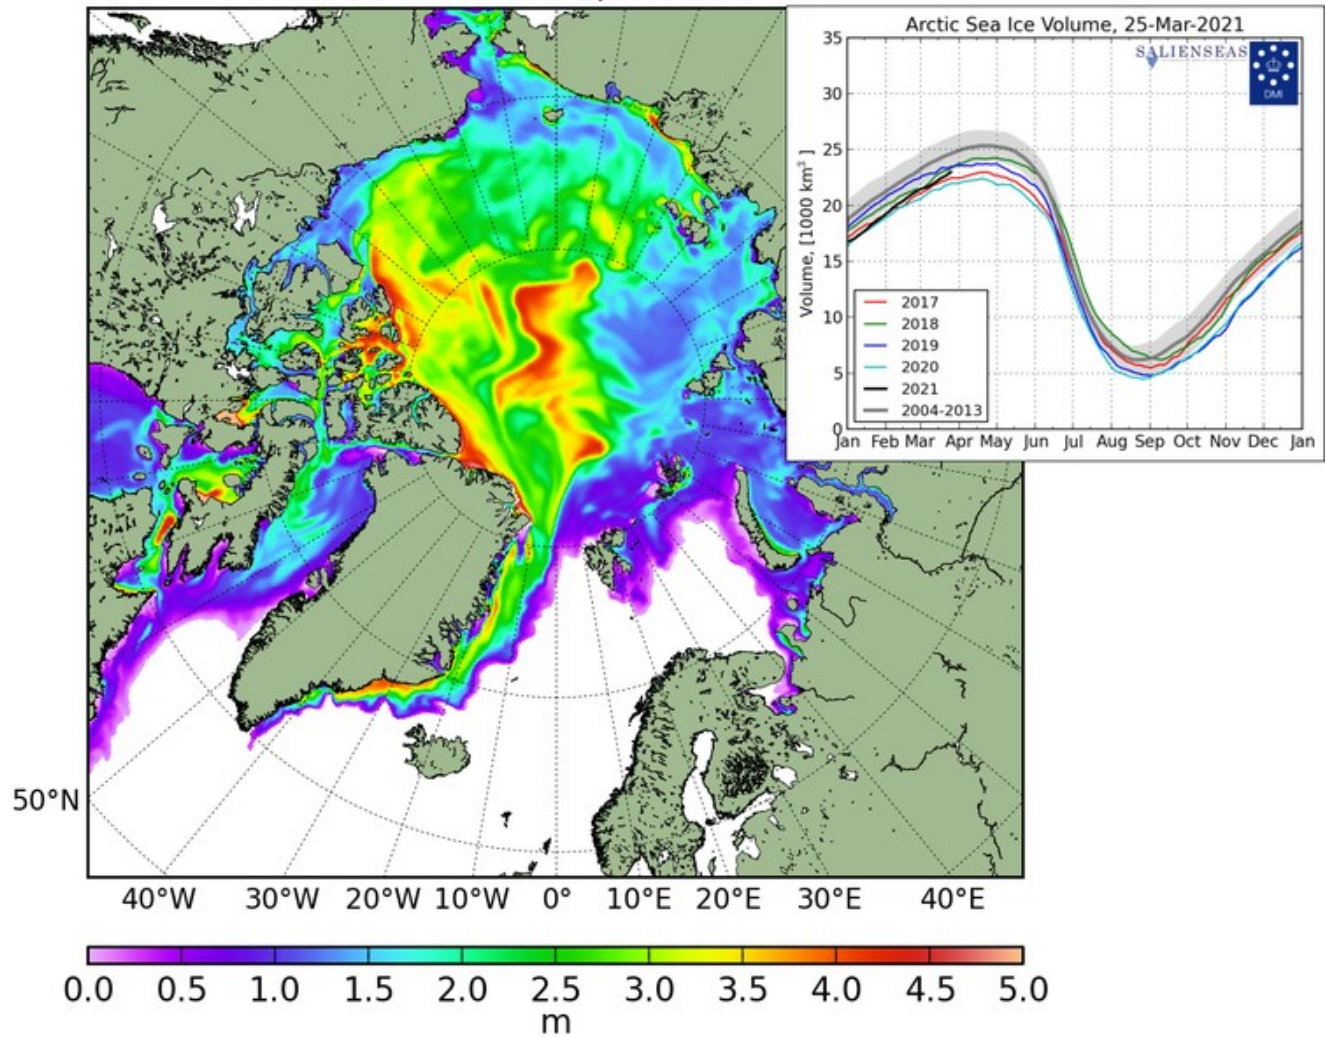 Arctic Sea Ice Volume, 25-Mar-2021
SALIENSEAS
DMI
Volume, [1000 km³ ]
35
30
25
20
15
10
5
0
2017
2018
2019
2020
2021
2004-2013
Jan Feb Mar Apr May Jun Jul Aug Sep Oct Nov Dec Jan
50°N
40°W 30°W 20°W 10°W 0° 10°E 20°E 30°E 40°E
0.0 0.5 1.0 1.5 2.0 2.5 3.0 3.5 4.0 4.5 5.0
m